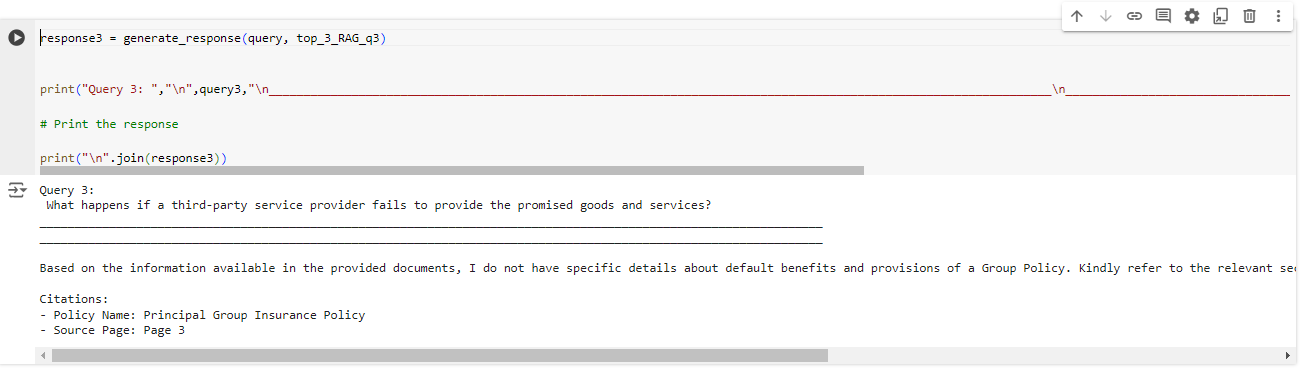 response3 = generate_response(query, top_3_RAG_q3)
print("Query 3: ","\n",query3,"\n________________________________________________________________________________________________________________\n________________________________
# Print the response
print("\n".join(response3))
Query 3:
What happens if a third-party service provider fails to provide the promised goods and services?
________________________________________________________________________________________________________________
________________________________________________________________________________________________________________
Based on the information available in the provided documents, I do not have specific details about default benefits and provisions of a Group Policy. Kindly refer to the relevant
Citations:
- Policy Name: Principal Group Insurance Policy
- Source Page: Page 3